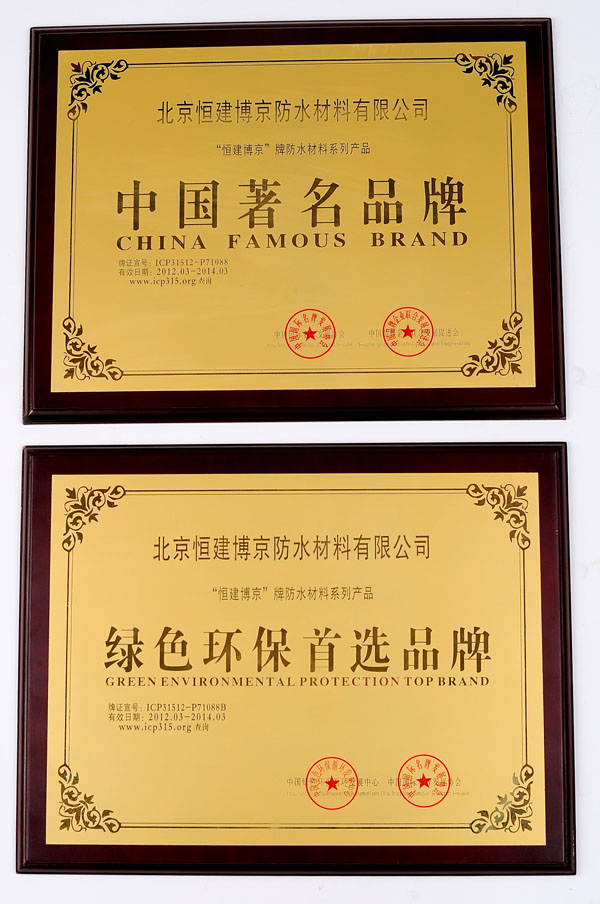 北京恒建博京防水材料有限公司
“恒建博京”牌防水材料系列产品
中国著名品牌
CHINA FAMOUS BRAND
牌证宣号: ICP31512-P71088
有效日期: 2012.03-2014.03
www.icp315.org 查询
北京恒建博京防水材料有限公司
“恒建博京”牌防水材料系列产品
绿色环保首选品牌
GREEN ENVIRONMENTAL PROTECTION TOP BRAND
牌证宣号: ICP31512-P71088B
有效日期: 2012.03-2014.03
www.icp315.org 查询